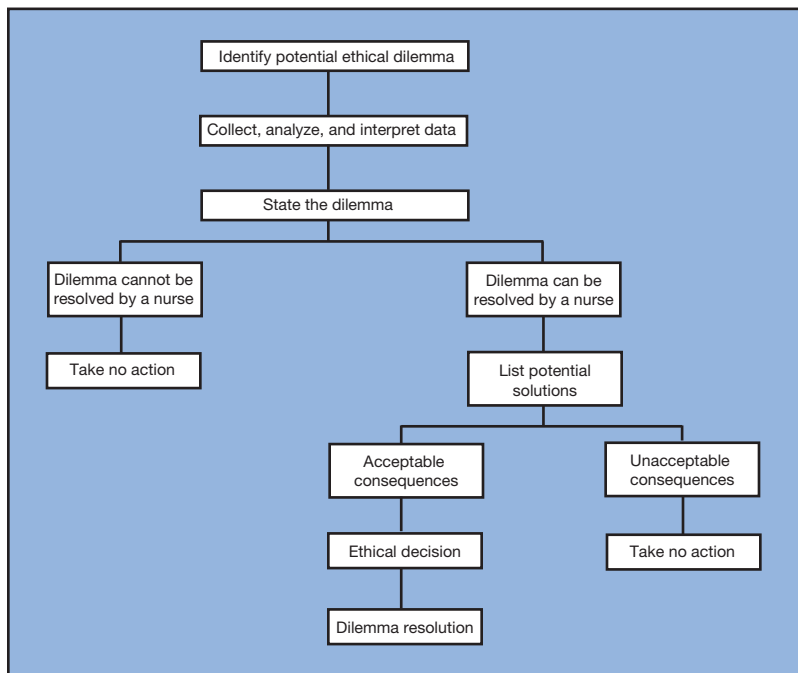 Identify potential ethical dilemma
Collect, analyze, and interpret data
State the dilemma
Dilemma cannot be
resolved by a nurse
Dilemma can be
resolved by a nurse
Take no action
List potential
solutions
Acceptable
consequences
Unacceptable
consequences
Ethical decision
Take no action
Dilemma resolution